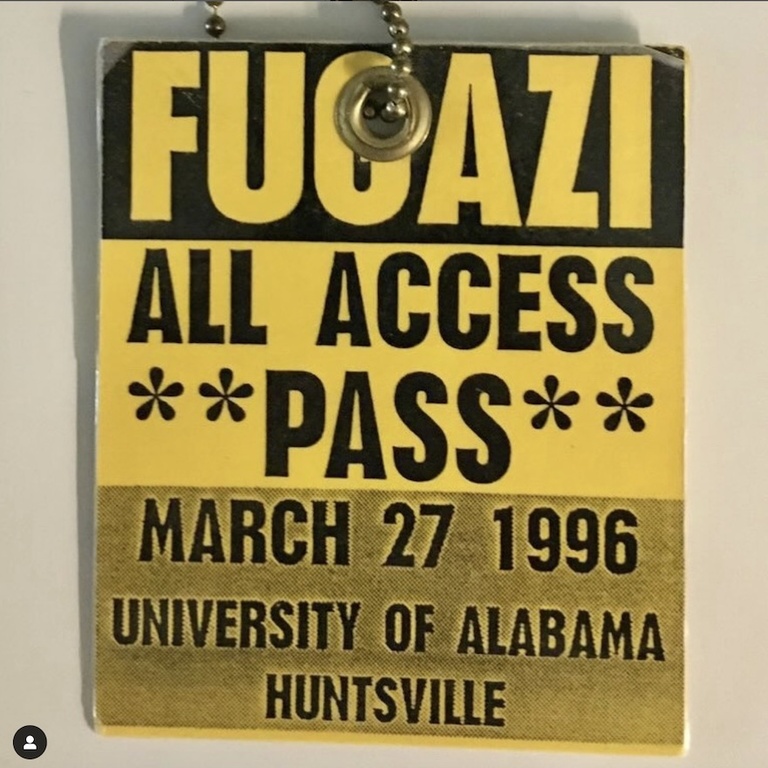 FUGAZI
ALL ACCESS
**PASS**
MARCH 27 1996
UNIVERSITY OF ALABAMA
HUNTSVILLE